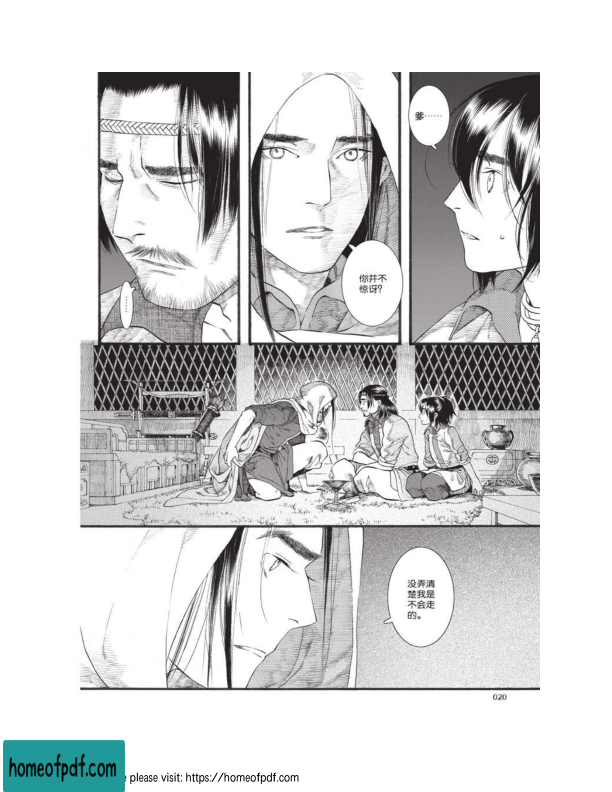 爹……
你并不
惊讶？
……
没弄清
楚我是
不会走
的。
020
homeofpdf.com
e please visit: https://homeofpdf.com